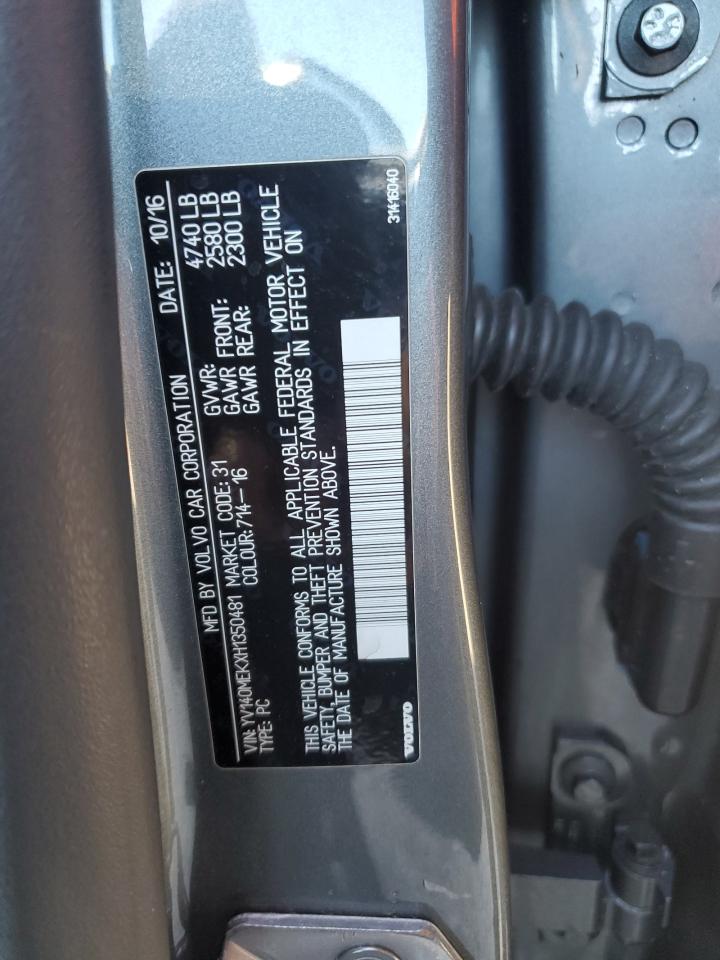 MFD BY VOLVO CAR CORPORATION DATE: 10/16
VIN: YV140MEKXH1350481 MARKET CODE: 31 GVWR: 4740 LB
TYPE: PC COLOUR: 714-16 GAWR FRONT: 2580 LB
GAWR REAR: 2300 LB
THIS VEHICLE CONFORMS TO ALL APPLICABLE FEDERAL MOTOR VEHICLE
SAFETY, BUMPER AND THEFT PREVENTION STANDARDS IN EFFECT ON
THE DATE OF MANUFACTURE SHOWN ABOVE.
VOLVO 31416040